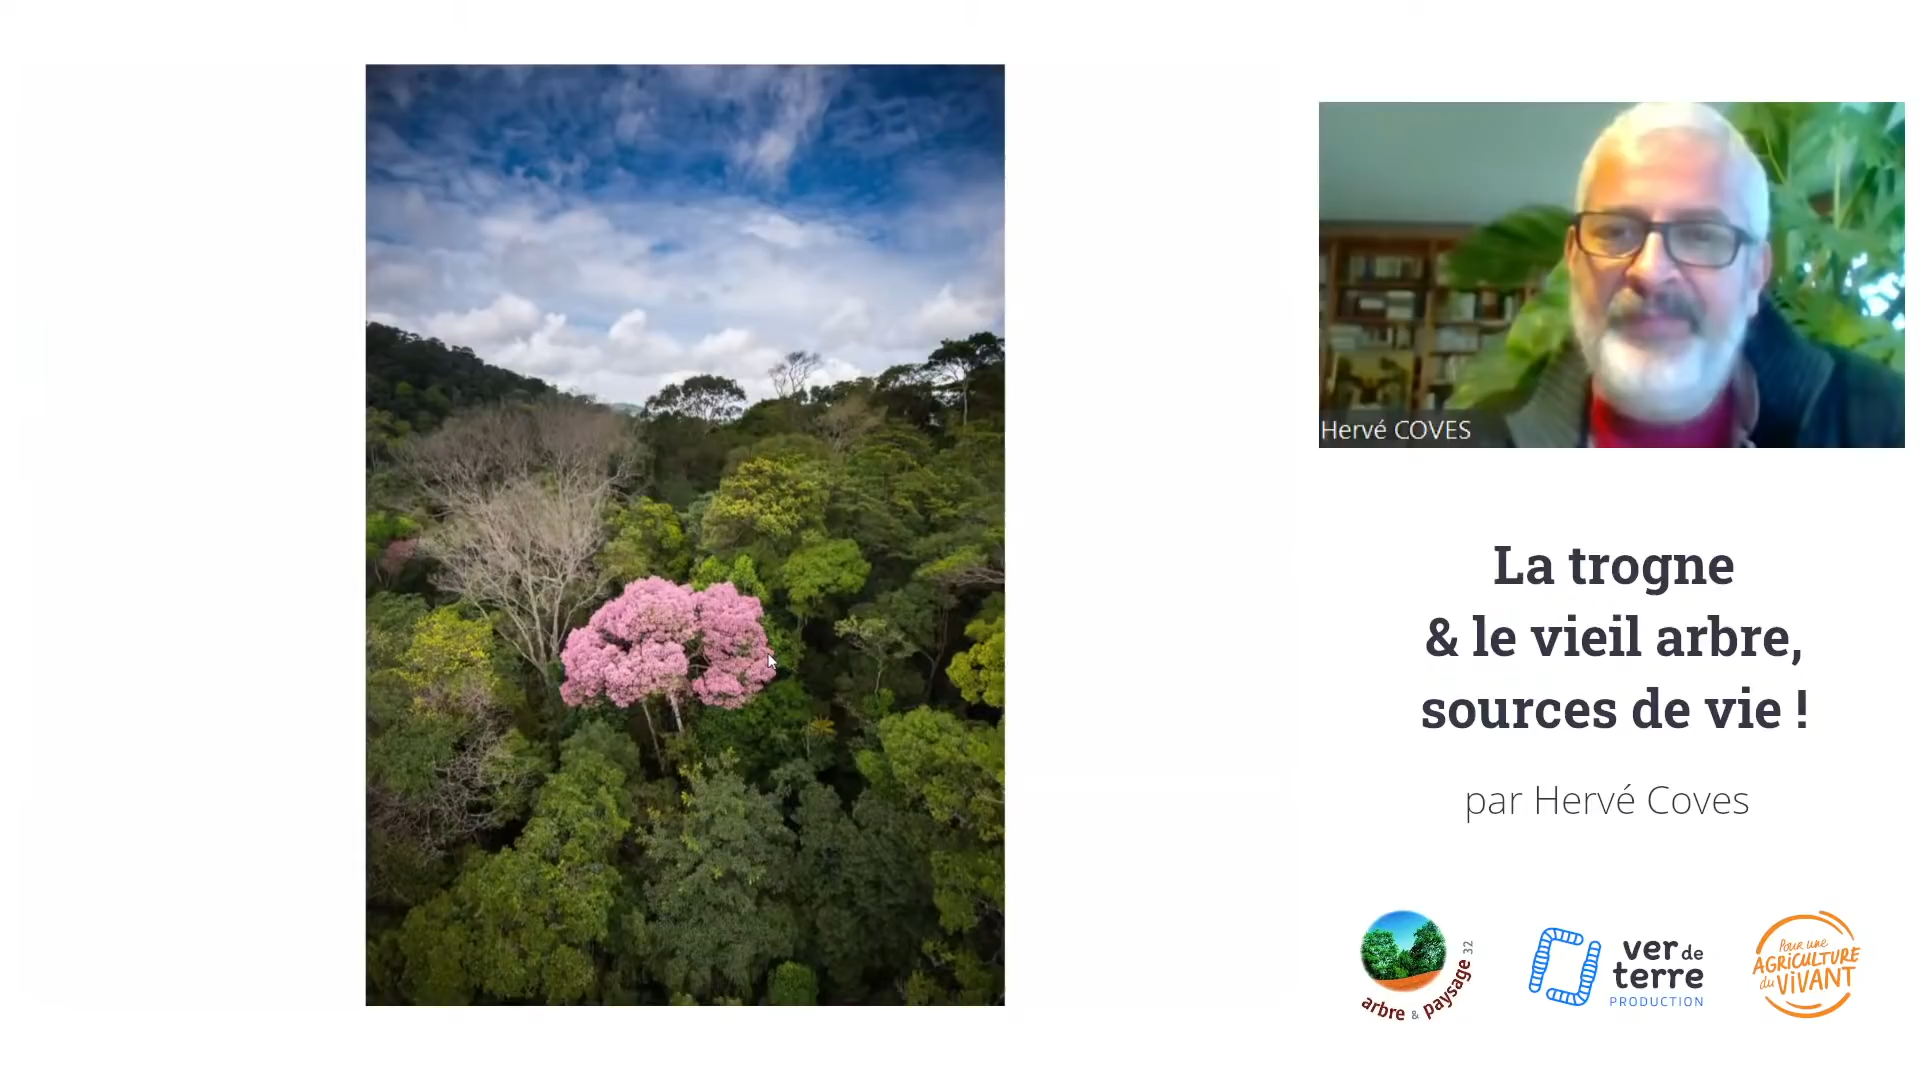 Hervé COVES
La trogne
& le vieil arbre,
sources de vie !
par Hervé Coves
arbre & paysage 32
ver de
terre
PRODUCTION
Pour une
AGRICULTURE
du VIVANT